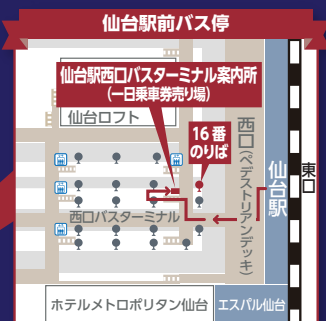 仙台駅前バス停
仙台駅西口バスターミナル案内所
(一日乗車券売り場)
仙台ロフト
16番
のりば
西口(ペデストリアンデッキ)
仙台駅
東口
西口バスターミナル
ホテルメトロポリタン仙台
エスパル仙台